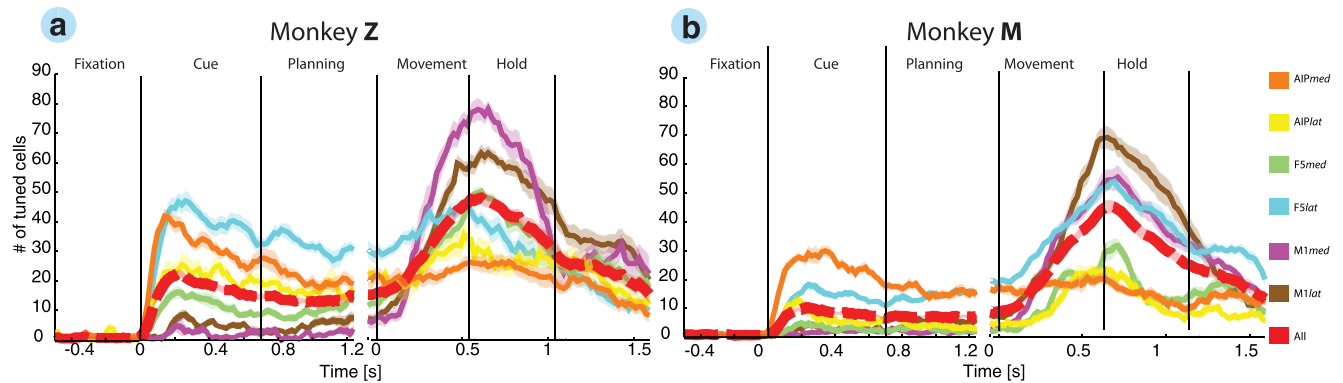 a
Monkey Z
Fixation Cue Planning Movement Hold
90
80
70
60
50
40
30
20
10
0
# of tuned cells
-0.4 0 0.4 0.8 1.2 0 0.5 1 1.5
Time [s]
b
Monkey M
Fixation Cue Planning Movement Hold
90
80
70
60
50
40
30
20
10
0
-0.4 0 0.4 0.8 1.2 0 0.5 1 1.5
Time [s]
AIPmed
AIPlat
F5med
F5lat
M1med
M1lat
All